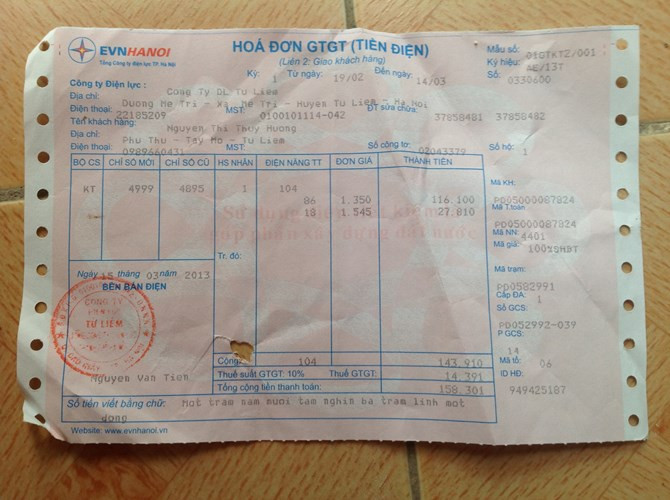 EVNHANOI
Tổng Công ty Điện lực TP. Hà Nội
HOÁ ĐƠN GTGT (TIỀN ĐIỆN)
(Liên 2: Giao khách hàng)
Kỳ: 1 Từ ngày: 19/02 Đến ngày: 14/03
Mẫu số: 01GTKT2/001
Ký hiệu: AE/13T
Số: 0330600
Công ty Điện lực : Cong Ty DL Tu Liem
Địa chỉ: Duong Me Tri - Xa Me Tri - Huyen Tu Liem - Ha Noi
Điện thoại: 22185209 MST: 0100101114-042 ĐT sửa chữa: 37858481 37858482
Tên khách hàng: Nguyen Thi Thuy Huong
Địa chỉ: Phu Thu - Tay Mo - Tu Liem
Điện thoại: 0989660431 MST: Số công tơ: 02043329 Số hộ: 1
BỘ CS CHỈ SỐ MỚI CHỈ SỐ CŨ HS NHÂN ĐIỆN NĂNG TT ĐƠN GIÁ THÀNH TIỀN
KT 4999 4895 1 104
86 1.350 116.100
18 1.545 27.810
Tr. đó:
Mã KH:
PD05000087824
Mã T.toán
PD05000087824
Mã NN: 4401
Mã giá: 100%SHBT
Mã trạm:
PD0582991
Cấp ĐA: 1
Số GCS:
PD052992-039
P GCS:
14
Mã tổ: 06
ID HĐ:
949425187
Ngày 15 tháng 03 năm 2013
BÊN BÁN ĐIỆN
CÔNG TY
TỪ LIÊM
Nguyen Van Tien
Cộng 104 143.910
Thuế suất GTGT: 10% Thuế GTGT: 14.391
Tổng cộng tiền thanh toán: 158.301
Số tiền viết bằng chữ: Mot tram nam muoi tam nghin ba tram linh mot
dong
Website: www.evnhanoi.vn